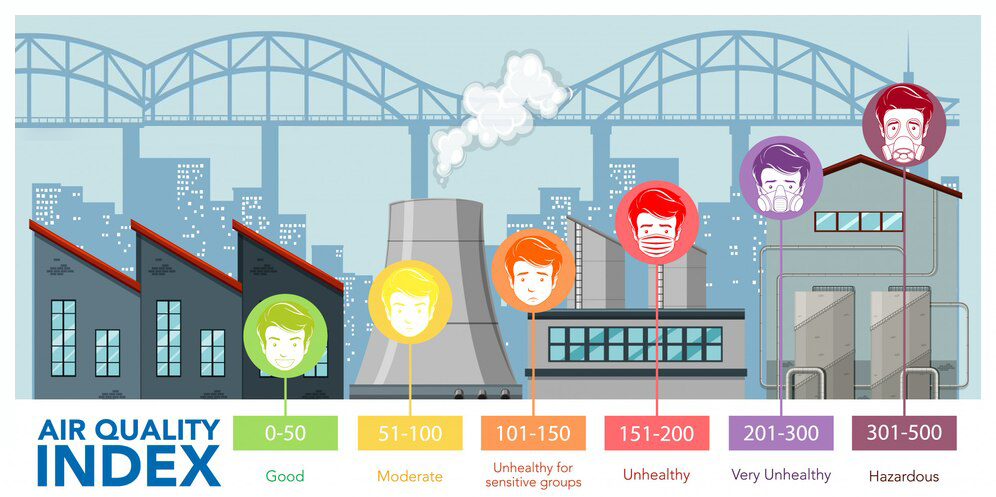 AIR QUALITY
INDEX
0-50
Good
51-100
Moderate
101-150
Unhealthy for
sensitive groups
151-200
Unhealthy
201-300
Very Unhealthy
301-500
Hazardous